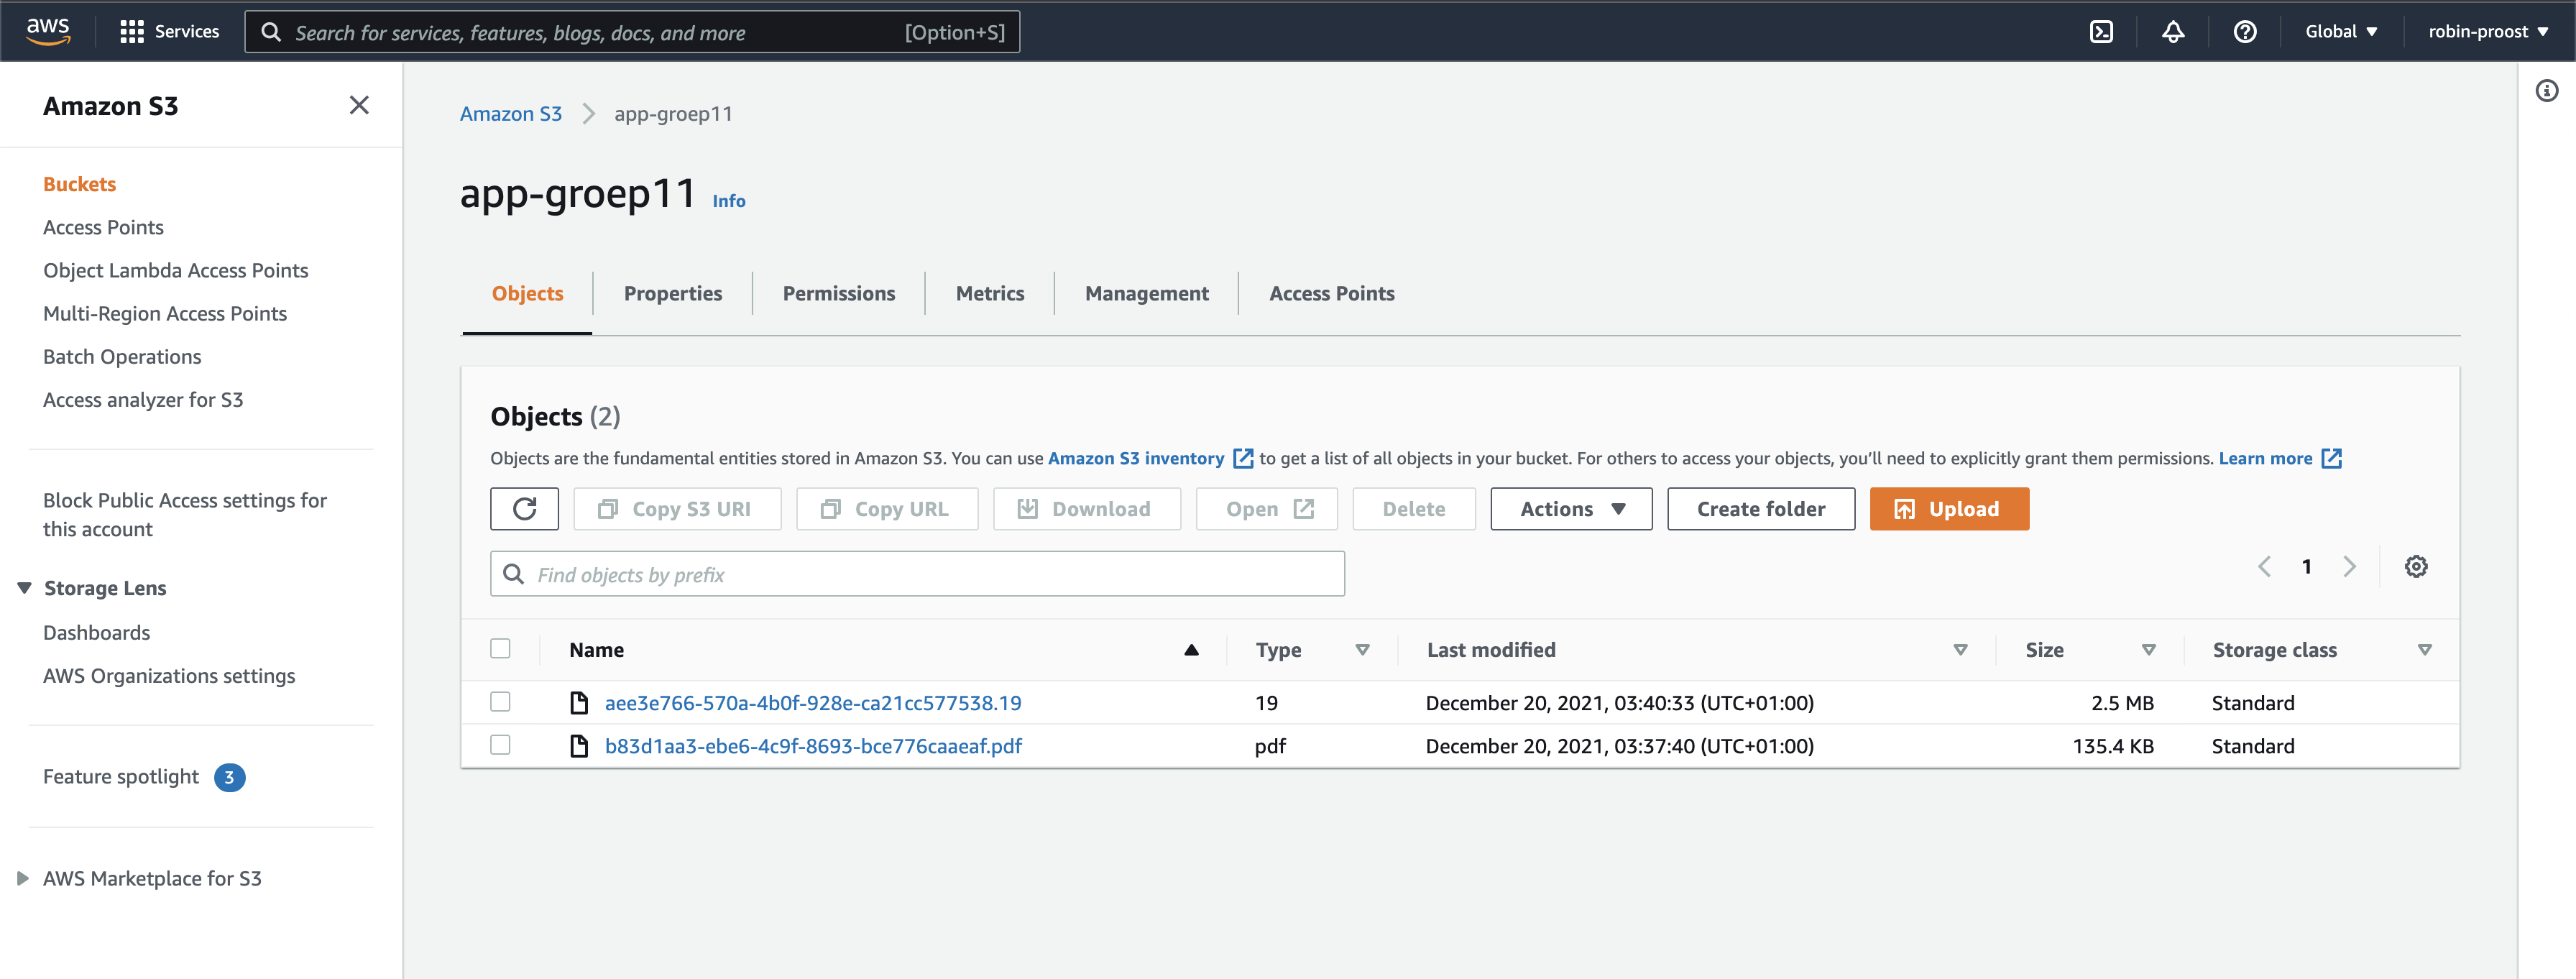 aws
Services
Search for services, features, blogs, docs, and more
[Option+S]
Global
robin-proost
Amazon S3
Buckets
Access Points
Object Lambda Access Points
Multi-Region Access Points
Batch Operations
Access analyzer for S3
Block Public Access settings for
this account
Storage Lens
Dashboards
AWS Organizations settings
Feature spotlight 3
AWS Marketplace for S3
Amazon S3 app-groep11
app-groep11 Info
Objects Properties Permissions Metrics Management Access Points
Objects (2)
Objects are the fundamental entities stored in Amazon S3. You can use Amazon S3 inventory to get a list of all objects in your bucket. For others to access your objects, you’ll need to explicitly grant them permissions. Learn more
Copy S3 URI Copy URL Download Open Delete Actions Create folder Upload
Find objects by prefix
1
Name Type Last modified Size Storage class
aee3e766-570a-4b0f-928e-ca21cc577538.19 19 December 20, 2021, 03:40:33 (UTC+01:00) 2.5 MB Standard
b83d1aa3-ebe6-4c9f-8693-bce776caaeaf.pdf pdf December 20, 2021, 03:37:40 (UTC+01:00) 135.4 KB Standard